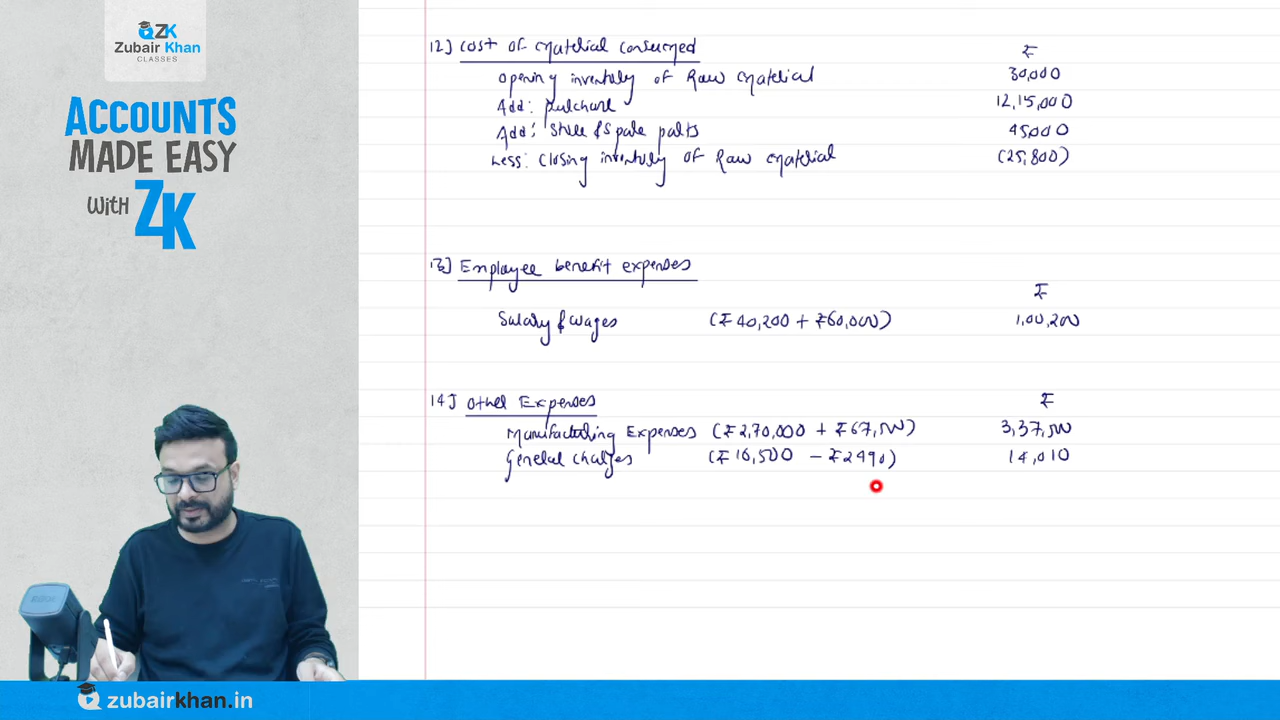 ZK
Zubair Khan
CLASSES
ACCOUNTS
MADE EASY
WITH ZK
12] Cost of Material Consumed
₹
Opening inventory of Raw Material 30,000
Add: purchase 12,15,000
Add: Store & Spare parts 45,000
Less: Closing inventory of Raw Material (25,800)
13] Employee benefit expenses
₹
Salary & wages (₹40,200 + ₹60,000) 1,00,200
14] Other Expenses ₹
Manufacturing Expenses (₹2,70,000 + ₹67,500) 3,37,500
General charges (₹16,500 – ₹2490) 14,010
zubairkhan.in